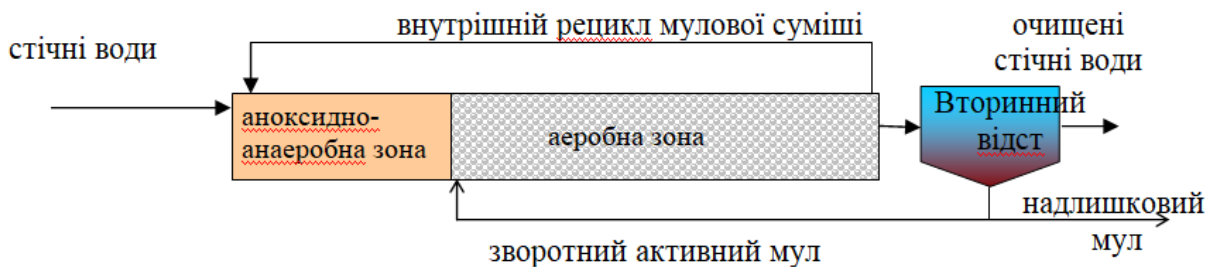 стічні води
внутрішній рецикл мулової суміші
очищені
стічні води
аноксидно-
анаеробна зона
аеробна зона
Вторинний
відст
зворотний активний мул
надлишковий
мул